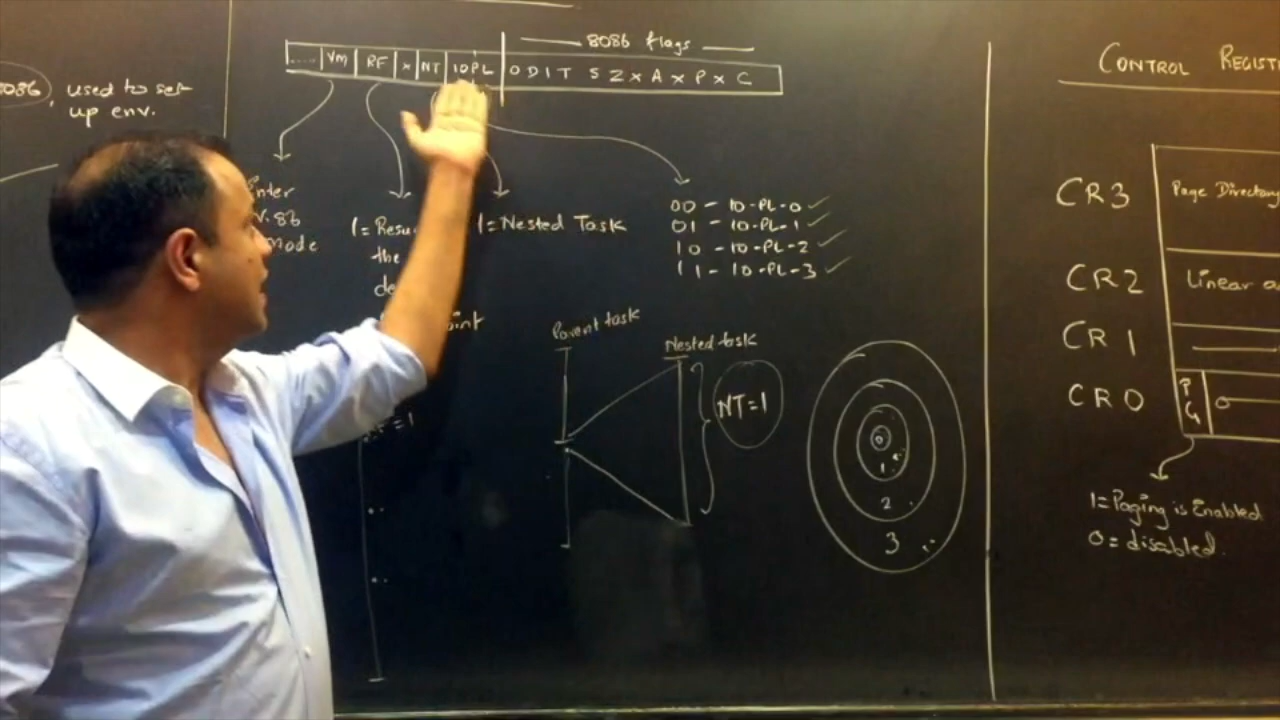 8086, used to set
up env.
8086 flags
.... VM RF x NT IOPL O D I T S Z x A x P x C
Enter
V.86
mode
1= Resu
the
de
1= Nested Task
00 - IO-PL-0 ✓
01 - IO-PL-1 ✓
10 - IO-PL-2 ✓
11 - IO-PL-3 ✓
Parent task
Nested task
NT=1
=1
0
1
2
3
CONTROL REGIST
CR3 Page Directory
CR2 Linear a
CR1
CR0 PG 0
1=Paging is Enabled
0= disabled.